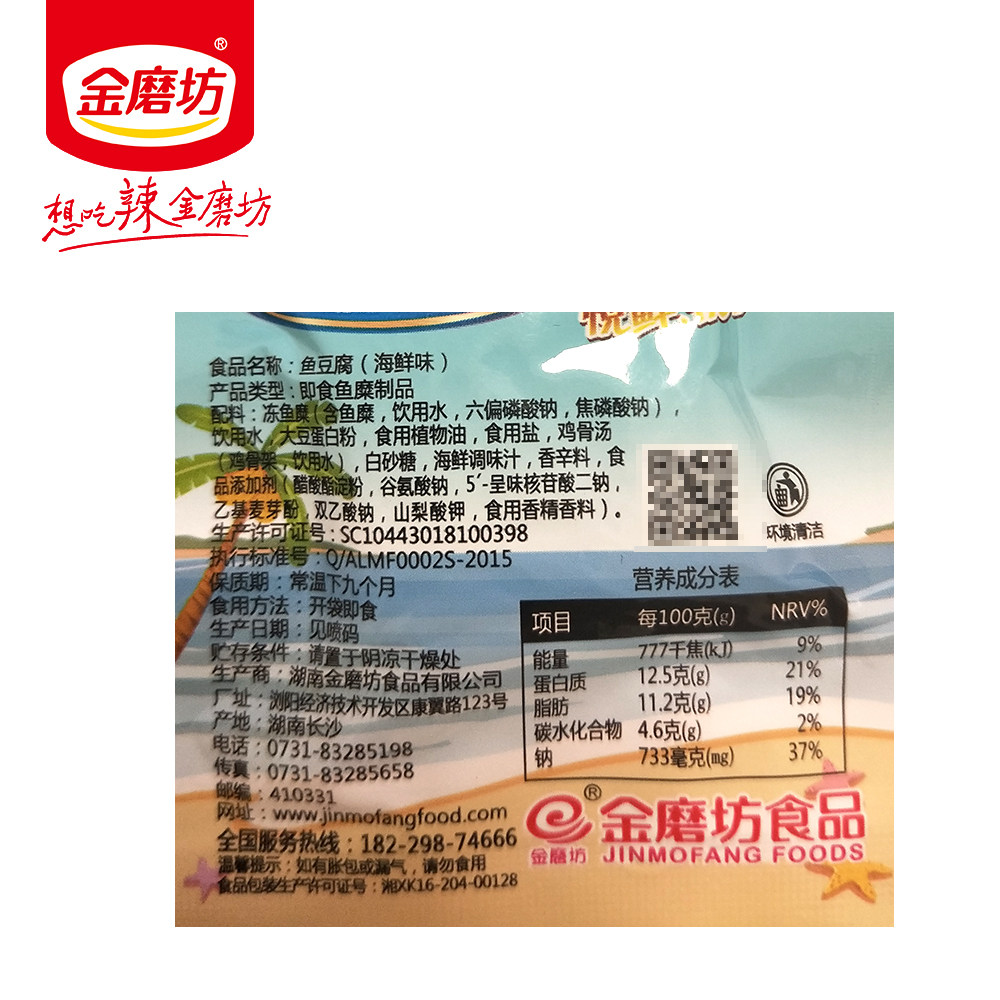 金磨坊®
想吃辣金磨坊
食品名称：鱼豆腐（海鲜味）
产品类型：即食鱼糜制品
配料：冻鱼糜（含鱼糜，饮用水，六偏磷酸钠，焦磷酸钠），
饮用水，大豆蛋白粉，食用植物油，食用盐，鸡骨汤
（鸡骨架，饮用水），白砂糖，海鲜调味汁，香辛料，食
品添加剂（醋酸酯淀粉，谷氨酸钠，5′-呈味核苷酸二钠，
乙基麦芽酚，双乙酸钠，山梨酸钾，食用香精香料）。
生产许可证号：SC10443018100398
执行标准号：Q/ALMF0002S-2015
保质期：常温下九个月
食用方法：开袋即食
生产日期：见喷码
贮存条件：请置于阴凉干燥处
生产商：湖南金磨坊食品有限公司
厂址：浏阳经济技术开发区康翼路123号
产地：湖南长沙
电话：0731-83285198
传真：0731-83285658
邮编：410331
网址：www.jinmofangfood.com
全国服务热线：182-298-74666
温馨提示：如有胀包或漏气，请勿食用
食品包装生产许可证号：湘XK16-204-00128
环境清洁
营养成分表
项目 每100克(g) NRV%
能量 777千焦(kJ) 9%
蛋白质 12.5克(g) 21%
脂肪 11.2克(g) 19%
碳水化合物 4.6克(g) 2%
钠 733毫克(mg) 37%
®金磨坊食品
金磨坊 JINMOFANG FOODS